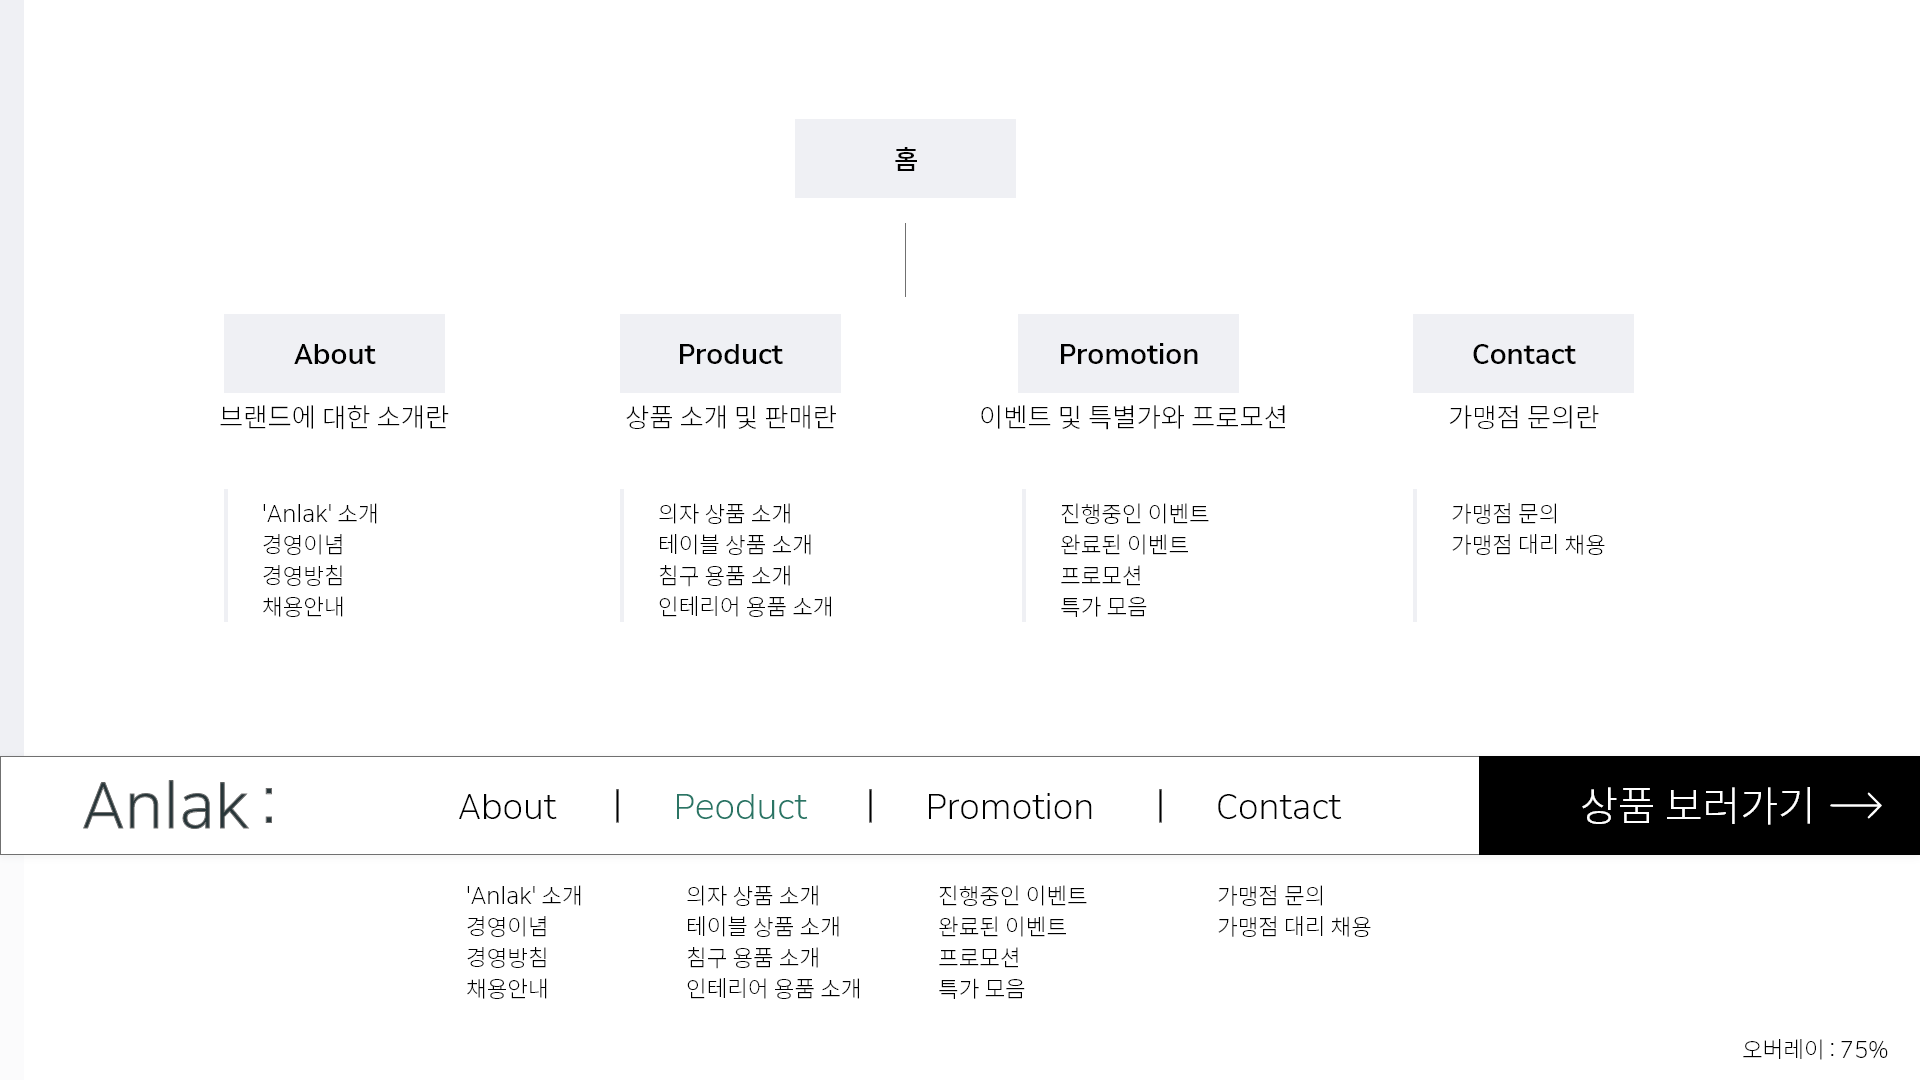 홈
About
브랜드에 대한 소개란
'Anlak' 소개
경영이념
경영방침
채용안내
Product
상품 소개 및 판매란
의자 상품 소개
테이블 상품 소개
침구 용품 소개
인테리어 용품 소개
Promotion
이벤트 및 특별가와 프로모션
진행중인 이벤트
완료된 이벤트
프로모션
특가 모음
Contact
가맹점 문의란
가맹점 문의
가맹점 대리 채용
Anlak :
About | Peoduct | Promotion | Contact
상품 보러가기 →
'Anlak' 소개
경영이념
경영방침
채용안내
의자 상품 소개
테이블 상품 소개
침구 용품 소개
인테리어 용품 소개
진행중인 이벤트
완료된 이벤트
프로모션
특가 모음
가맹점 문의
가맹점 대리 채용
오버레이 : 75%